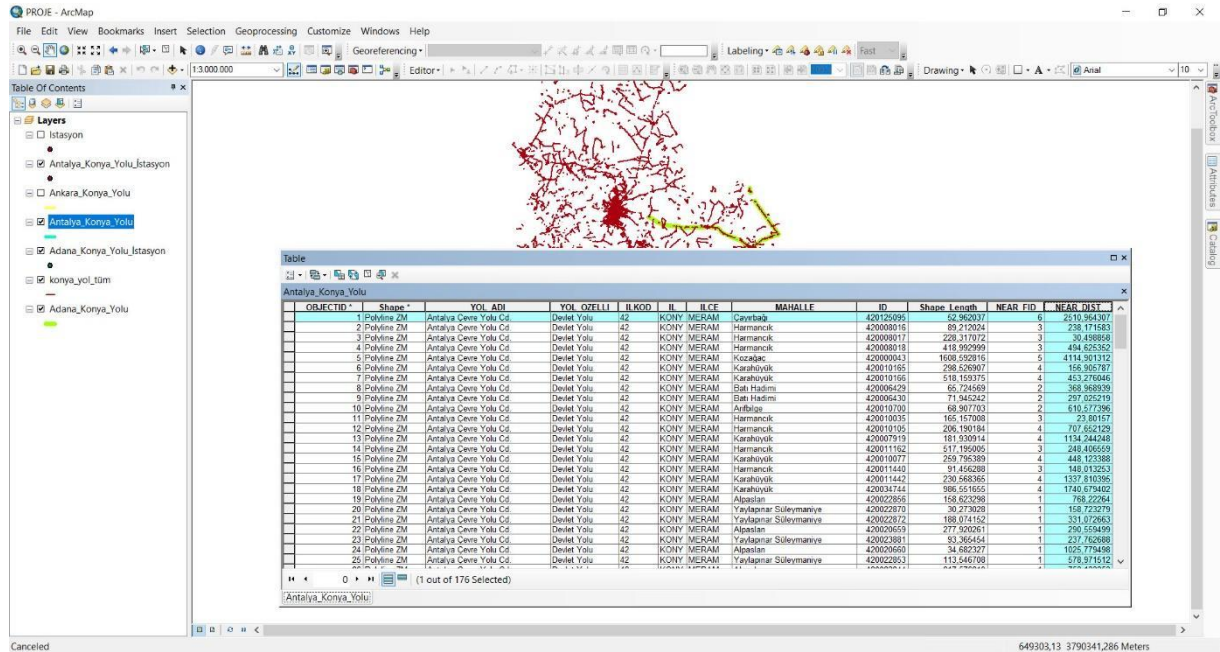 PROJE - ArcMap
File Edit View Bookmarks Insert Selection Geoprocessing Customize Windows Help
Georeferencing Labeling Fast
1:3.000.000 Editor Drawing A Arial 10
Table Of Contents
Layers
İstasyon
Antalya_Konya_Yolu_İstasyon
Ankara_Konya_Yolu
Antalya_Konya_Yolu
Adana_Konya_Yolu_İstasyon
konya_yol_tüm
Adana_Konya_Yolu
ArcToolbox
Attributes
Catalog
Table
Antalya_Konya_Yolu
OBJECTID * Shape * YOL_ADI YOL_OZELLI ILKOD IL ILCE MAHALLE ID Shape_Length NEAR_FID NEAR_DIST
1 Polyline ZM Antalya Çevre Yolu Cd. Devlet Yolu 42 KONY MERAM Çayırbağı 420125095 52,962037 6 2510,964307
2 Polyline ZM Antalya Çevre Yolu Cd. Devlet Yolu 42 KONY MERAM Harmancık 420008016 89,212024 3 238,171583
3 Polyline ZM Antalya Çevre Yolu Cd. Devlet Yolu 42 KONY MERAM Harmancık 420008017 228,317072 3 30,498858
4 Polyline ZM Antalya Çevre Yolu Cd. Devlet Yolu 42 KONY MERAM Harmancık 420008018 418,992999 3 494,625352
5 Polyline ZM Antalya Çevre Yolu Cd. Devlet Yolu 42 KONY MERAM Kozağaç 420000043 1608,592816 5 4114,901312
6 Polyline ZM Antalya Çevre Yolu Cd. Devlet Yolu 42 KONY MERAM Karahüyük 420010165 298,526907 4 156,905787
7 Polyline ZM Antalya Çevre Yolu Cd. Devlet Yolu 42 KONY MERAM Karahüyük 420010166 518,159375 4 453,276046
8 Polyline ZM Antalya Çevre Yolu Cd. Devlet Yolu 42 KONY MERAM Batı Hadimi 420006429 65,724569 2 368,968939
9 Polyline ZM Antalya Çevre Yolu Cd. Devlet Yolu 42 KONY MERAM Batı Hadimi 420006430 71,945242 2 297,025219
10 Polyline ZM Antalya Çevre Yolu Cd. Devlet Yolu 42 KONY MERAM Arifbilge 420010700 68,907703 2 610,577396
11 Polyline ZM Antalya Çevre Yolu Cd. Devlet Yolu 42 KONY MERAM Harmancık 420010035 165,157008 3 23,80157
12 Polyline ZM Antalya Çevre Yolu Cd. Devlet Yolu 42 KONY MERAM Harmancık 420010105 206,190184 4 707,652129
13 Polyline ZM Antalya Çevre Yolu Cd. Devlet Yolu 42 KONY MERAM Karahüyük 420007919 181,930914 4 1134,244248
14 Polyline ZM Antalya Çevre Yolu Cd. Devlet Yolu 42 KONY MERAM Harmancık 420011162 517,195005 3 248,406559
15 Polyline ZM Antalya Çevre Yolu Cd. Devlet Yolu 42 KONY MERAM Karahüyük 420010077 259,795389 4 448,123388
16 Polyline ZM Antalya Çevre Yolu Cd. Devlet Yolu 42 KONY MERAM Harmancık 420011440 91,456288 3 148,013253
17 Polyline ZM Antalya Çevre Yolu Cd. Devlet Yolu 42 KONY MERAM Karahüyük 420011442 230,568365 4 1337,810395
18 Polyline ZM Antalya Çevre Yolu Cd. Devlet Yolu 42 KONY MERAM Karahüyük 420034744 986,551655 4 1740,679402
19 Polyline ZM Antalya Çevre Yolu Cd. Devlet Yolu 42 KONY MERAM Alpaslan 420022856 158,623298 1 768,22264
20 Polyline ZM Antalya Çevre Yolu Cd. Devlet Yolu 42 KONY MERAM Yaylapınar Süleymaniye 420022870 30,273028 1 158,723279
21 Polyline ZM Antalya Çevre Yolu Cd. Devlet Yolu 42 KONY MERAM Yaylapınar Süleymaniye 420022872 188,074152 1 331,072663
22 Polyline ZM Antalya Çevre Yolu Cd. Devlet Yolu 42 KONY MERAM Alpaslan 420020659 277,920261 1 290,559499
23 Polyline ZM Antalya Çevre Yolu Cd. Devlet Yolu 42 KONY MERAM Yaylapınar Süleymaniye 420023881 93,365454 1 237,762688
24 Polyline ZM Antalya Çevre Yolu Cd. Devlet Yolu 42 KONY MERAM Alpaslan 420020660 34,682327 1 1025,779498
25 Polyline ZM Antalya Çevre Yolu Cd. Devlet Yolu 42 KONY MERAM Yaylapınar Süleymaniye 420022853 113,546708 1 578,971512
0 (1 out of 176 Selected)
Antalya_Konya_Yolu
Canceled 649303,13 3790341,286 Meters